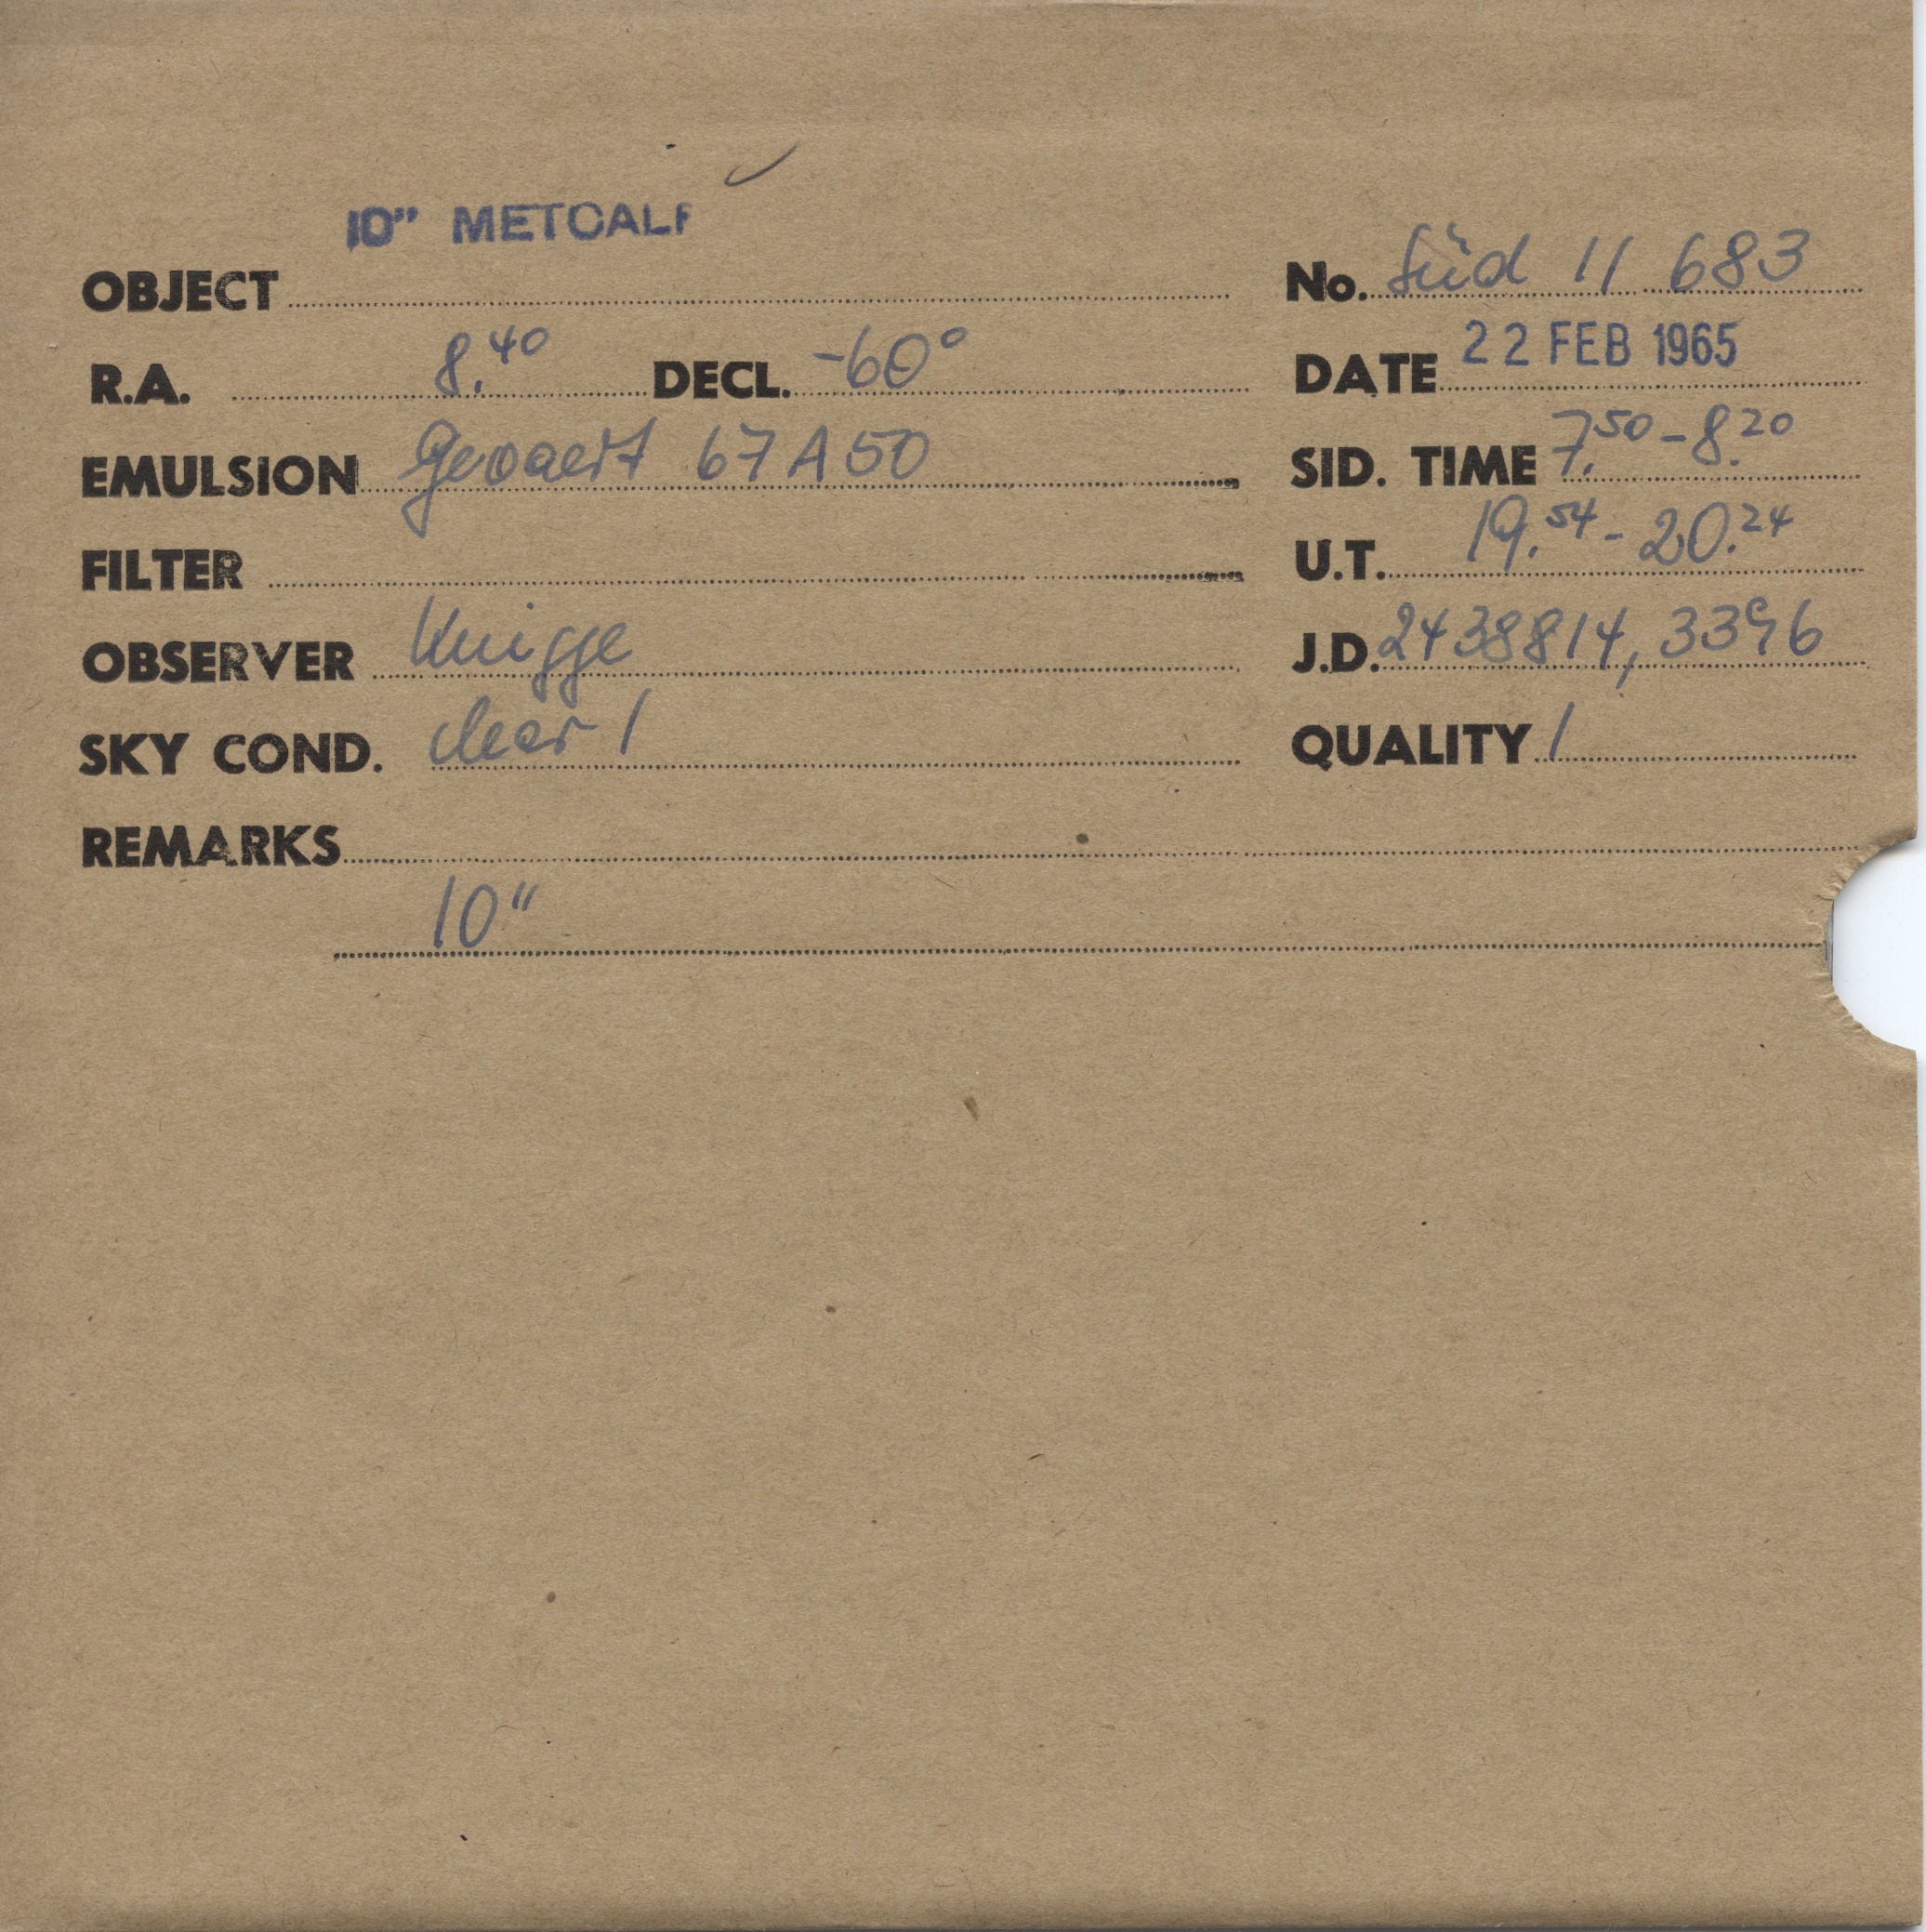 10" METCALF
OBJECT No. Süd 11 683
R.A. 8.40 DECL. -60° DATE 22 FEB 1965
EMULSION Gevaert 67 A 50 SID. TIME 7.50 - 8.20
FILTER U.T. 19.54 - 20.24
OBSERVER Knigge J.D. 2438814,3396
SKY COND. clear 1 QUALITY 1
REMARKS
10"